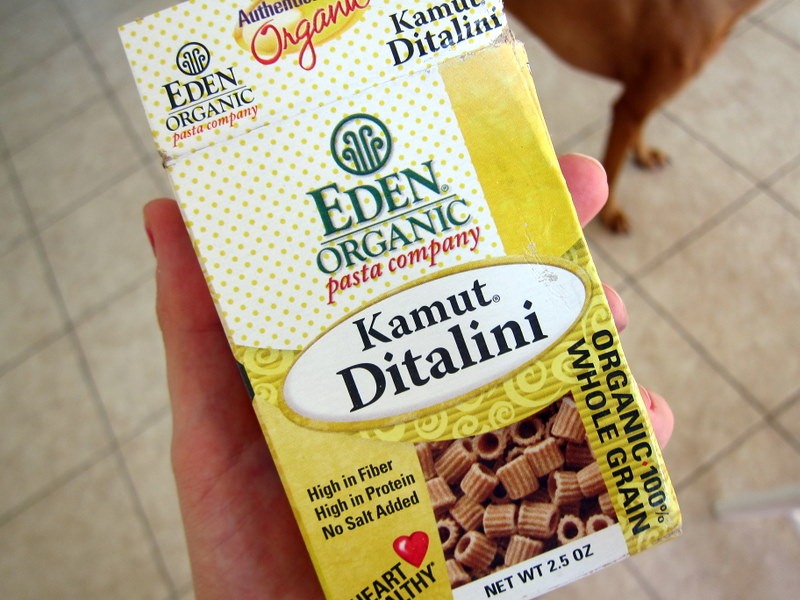 Authentic
Organic
Kamut
Ditalini
EDEN®
ORGANIC
pasta company
EDEN®
ORGANIC
pasta company
Kamut®
Ditalini
ORGANIC•100%
WHOLE GRAIN
High in Fiber
High in Protein
No Salt Added
HEART
NET WT 2.5 OZ